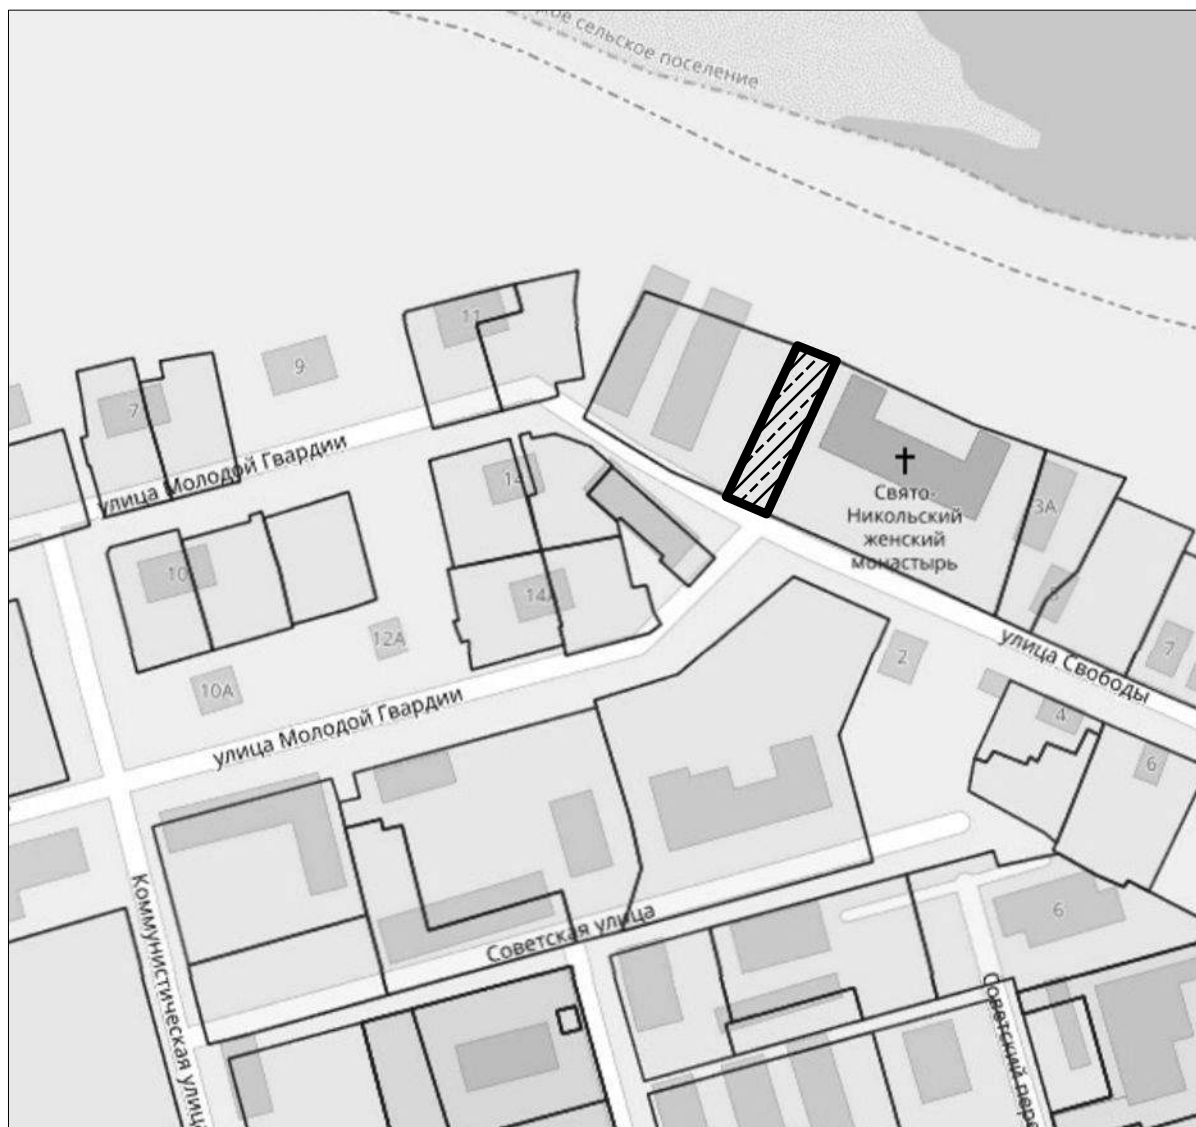 сельское поселение
11
9
7
улица Молодой Гвардии
14
Свято-
Никольский
женский
монастырь
3А
5
10
14А
12А
2
7
улица Свободы
10А
улица Молодой Гвардии
4
6
Коммунистическая улица
6
Советская улица
Советский